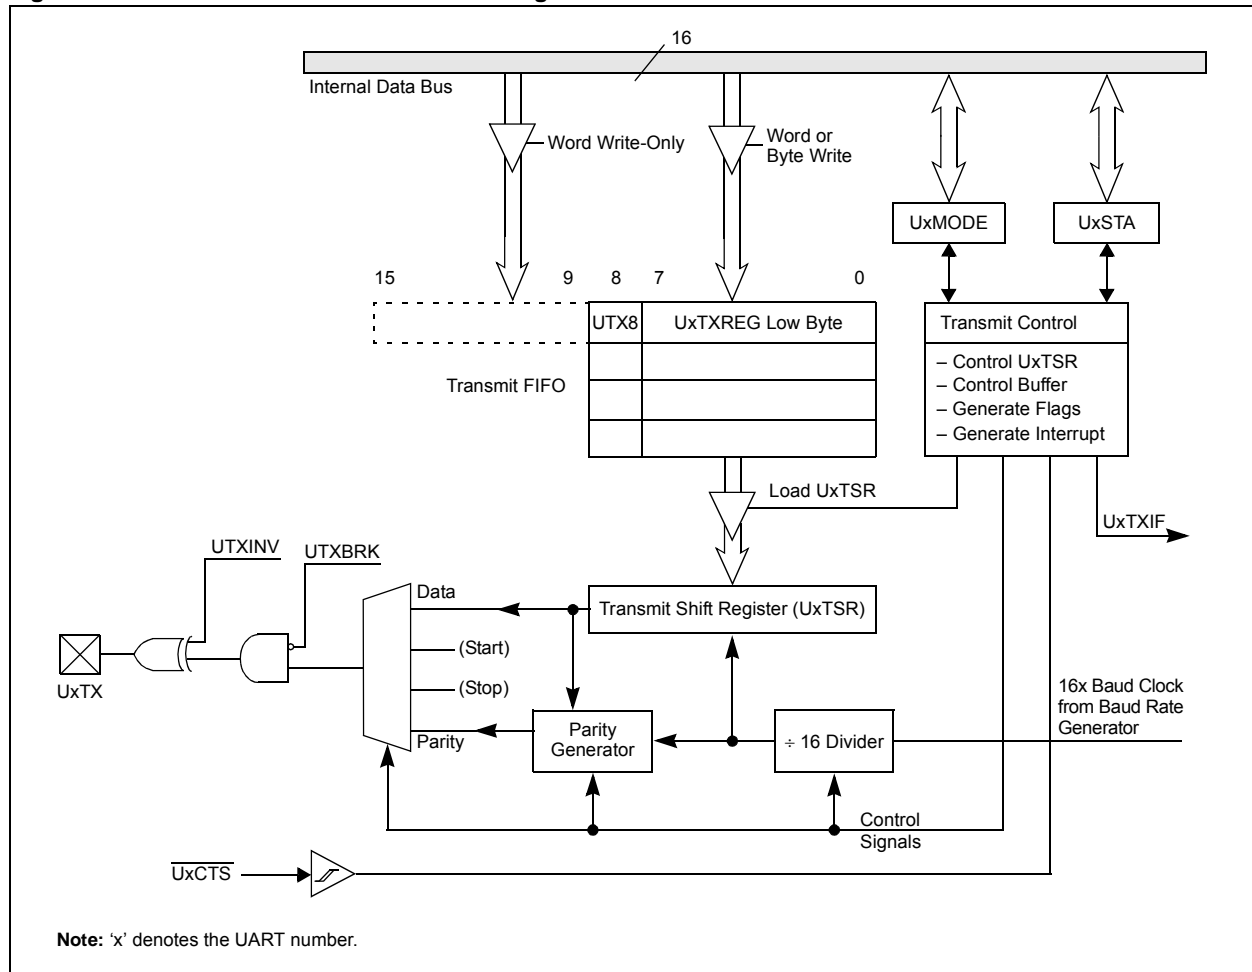 16
Internal Data Bus
Word Write-Only
Word or
Byte Write
UxMODE
UxSTA
15
9
8
7
0
UTX8
UxTXREG Low Byte
Transmit Control
– Control UxTSR
– Control Buffer
– Generate Flags
– Generate Interrupt
Transmit FIFO
Load UxTSR
UxTXIF
UTXINV
UTXBRK
Data
Transmit Shift Register (UxTSR)
(Start)
(Stop)
UxTX
Parity
Parity
Generator
÷ 16 Divider
16x Baud Clock
from Baud Rate
Generator
Control
Signals
UxCTS
Note: ‘x’ denotes the UART number.